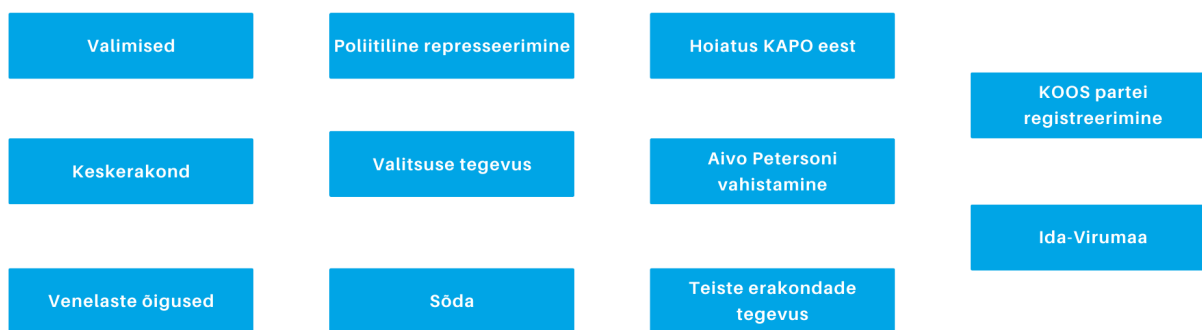 Valimised
Poliitiline represseerimine
Hoiatus KAPO eest
KOOS partei
registreerimine
Keskerakond
Valitsuse tegevus
Aivo Petersoni
vahistamine
Ida-Virumaa
Venelaste õigused
Sõda
Teiste erakondade
tegevus